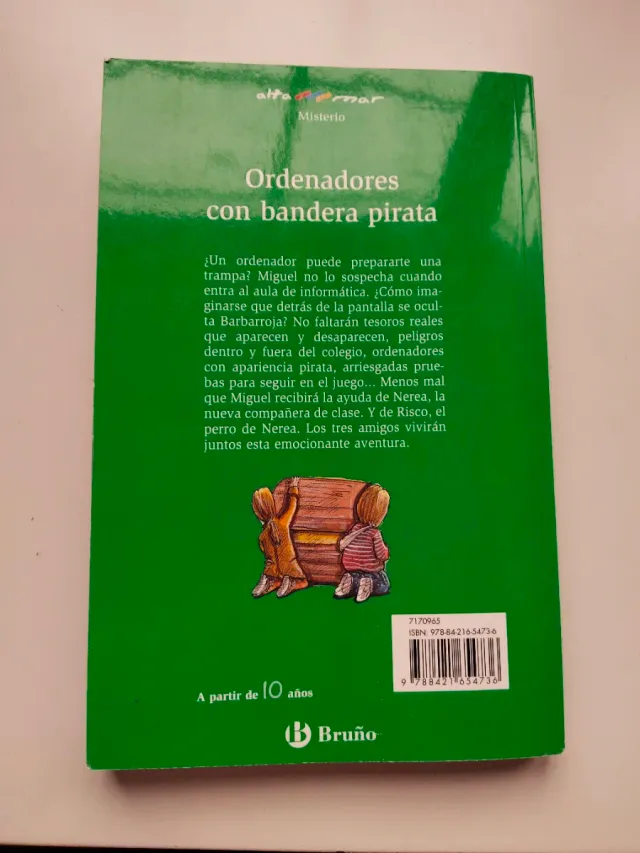 alta mar
Misterio
Ordenadores
con bandera pirata
¿Un ordenador puede prepararte una
trampa? Miguel no lo sospecha cuando
entra al aula de informática. ¿Cómo ima-
ginarse que detrás de la pantalla se ocul-
ta Barbarroja? No faltarán tesoros reales
que aparecen y desaparecen, peligros
dentro y fuera del colegio, ordenadores
con apariencia pirata, arriesgadas prue-
bas para seguir en el juego... Menos mal
que Miguel recibirá la ayuda de Nerea, la
nueva compañera de clase. Y de Risco, el
perro de Nerea. Los tres amigos vivirán
juntos esta emocionante aventura.
7170965
ISBN: 978-84-216-5473-6
9 788421 654736
A partir de 10 años
Bruño